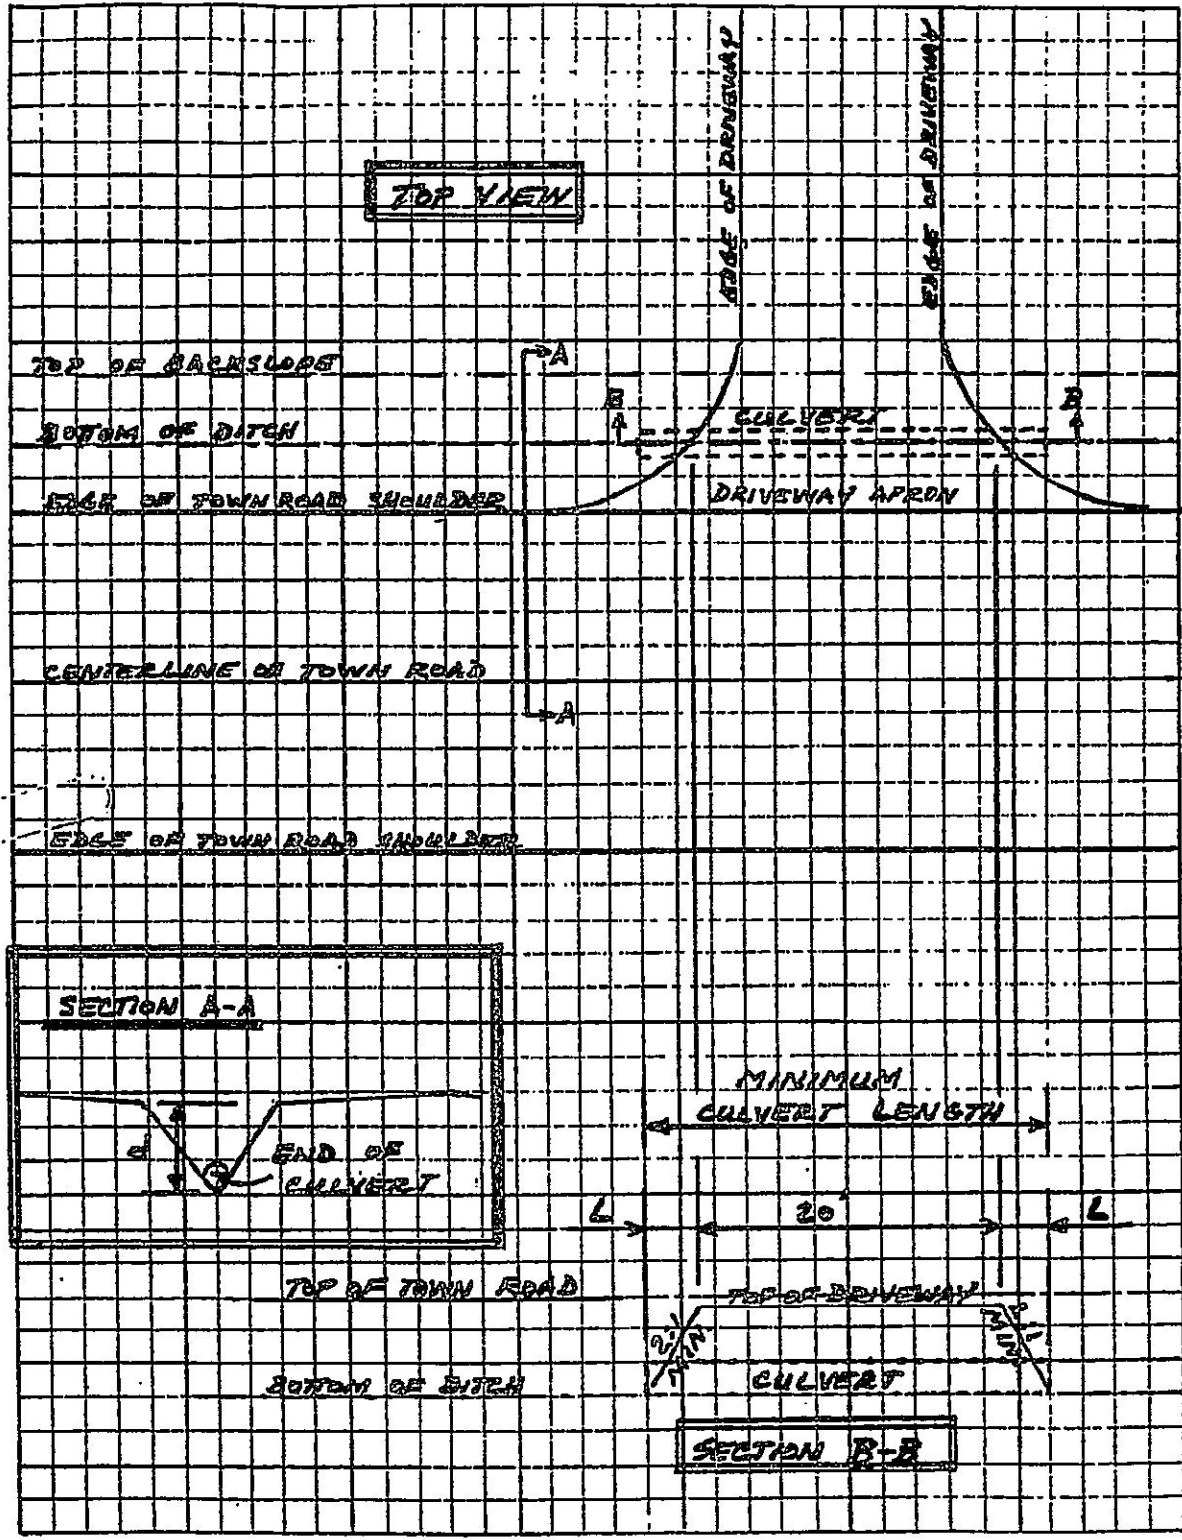 EDGE OF DRIVEWAY
EDGE OF DRIVEWAY
TOP VIEW
TOP OF BACKSLOPE
A
B
B
CULVERT
BOTTOM OF DITCH
EDGE OF TOWN ROAD SHOULDER
DRIVEWAY APRON
CENTERLINE OF TOWN ROAD
A
EDGE OF TOWN ROAD SHOULDER
SECTION A-A
d
END OF
CULVERT
MINIMUM
CULVERT LENGTH
L
20'
L
TOP OF TOWN ROAD
TOP OF DRIVEWAY
2:1
MIN
2:1
MIN
BOTTOM OF DITCH
CULVERT
SECTION B-B